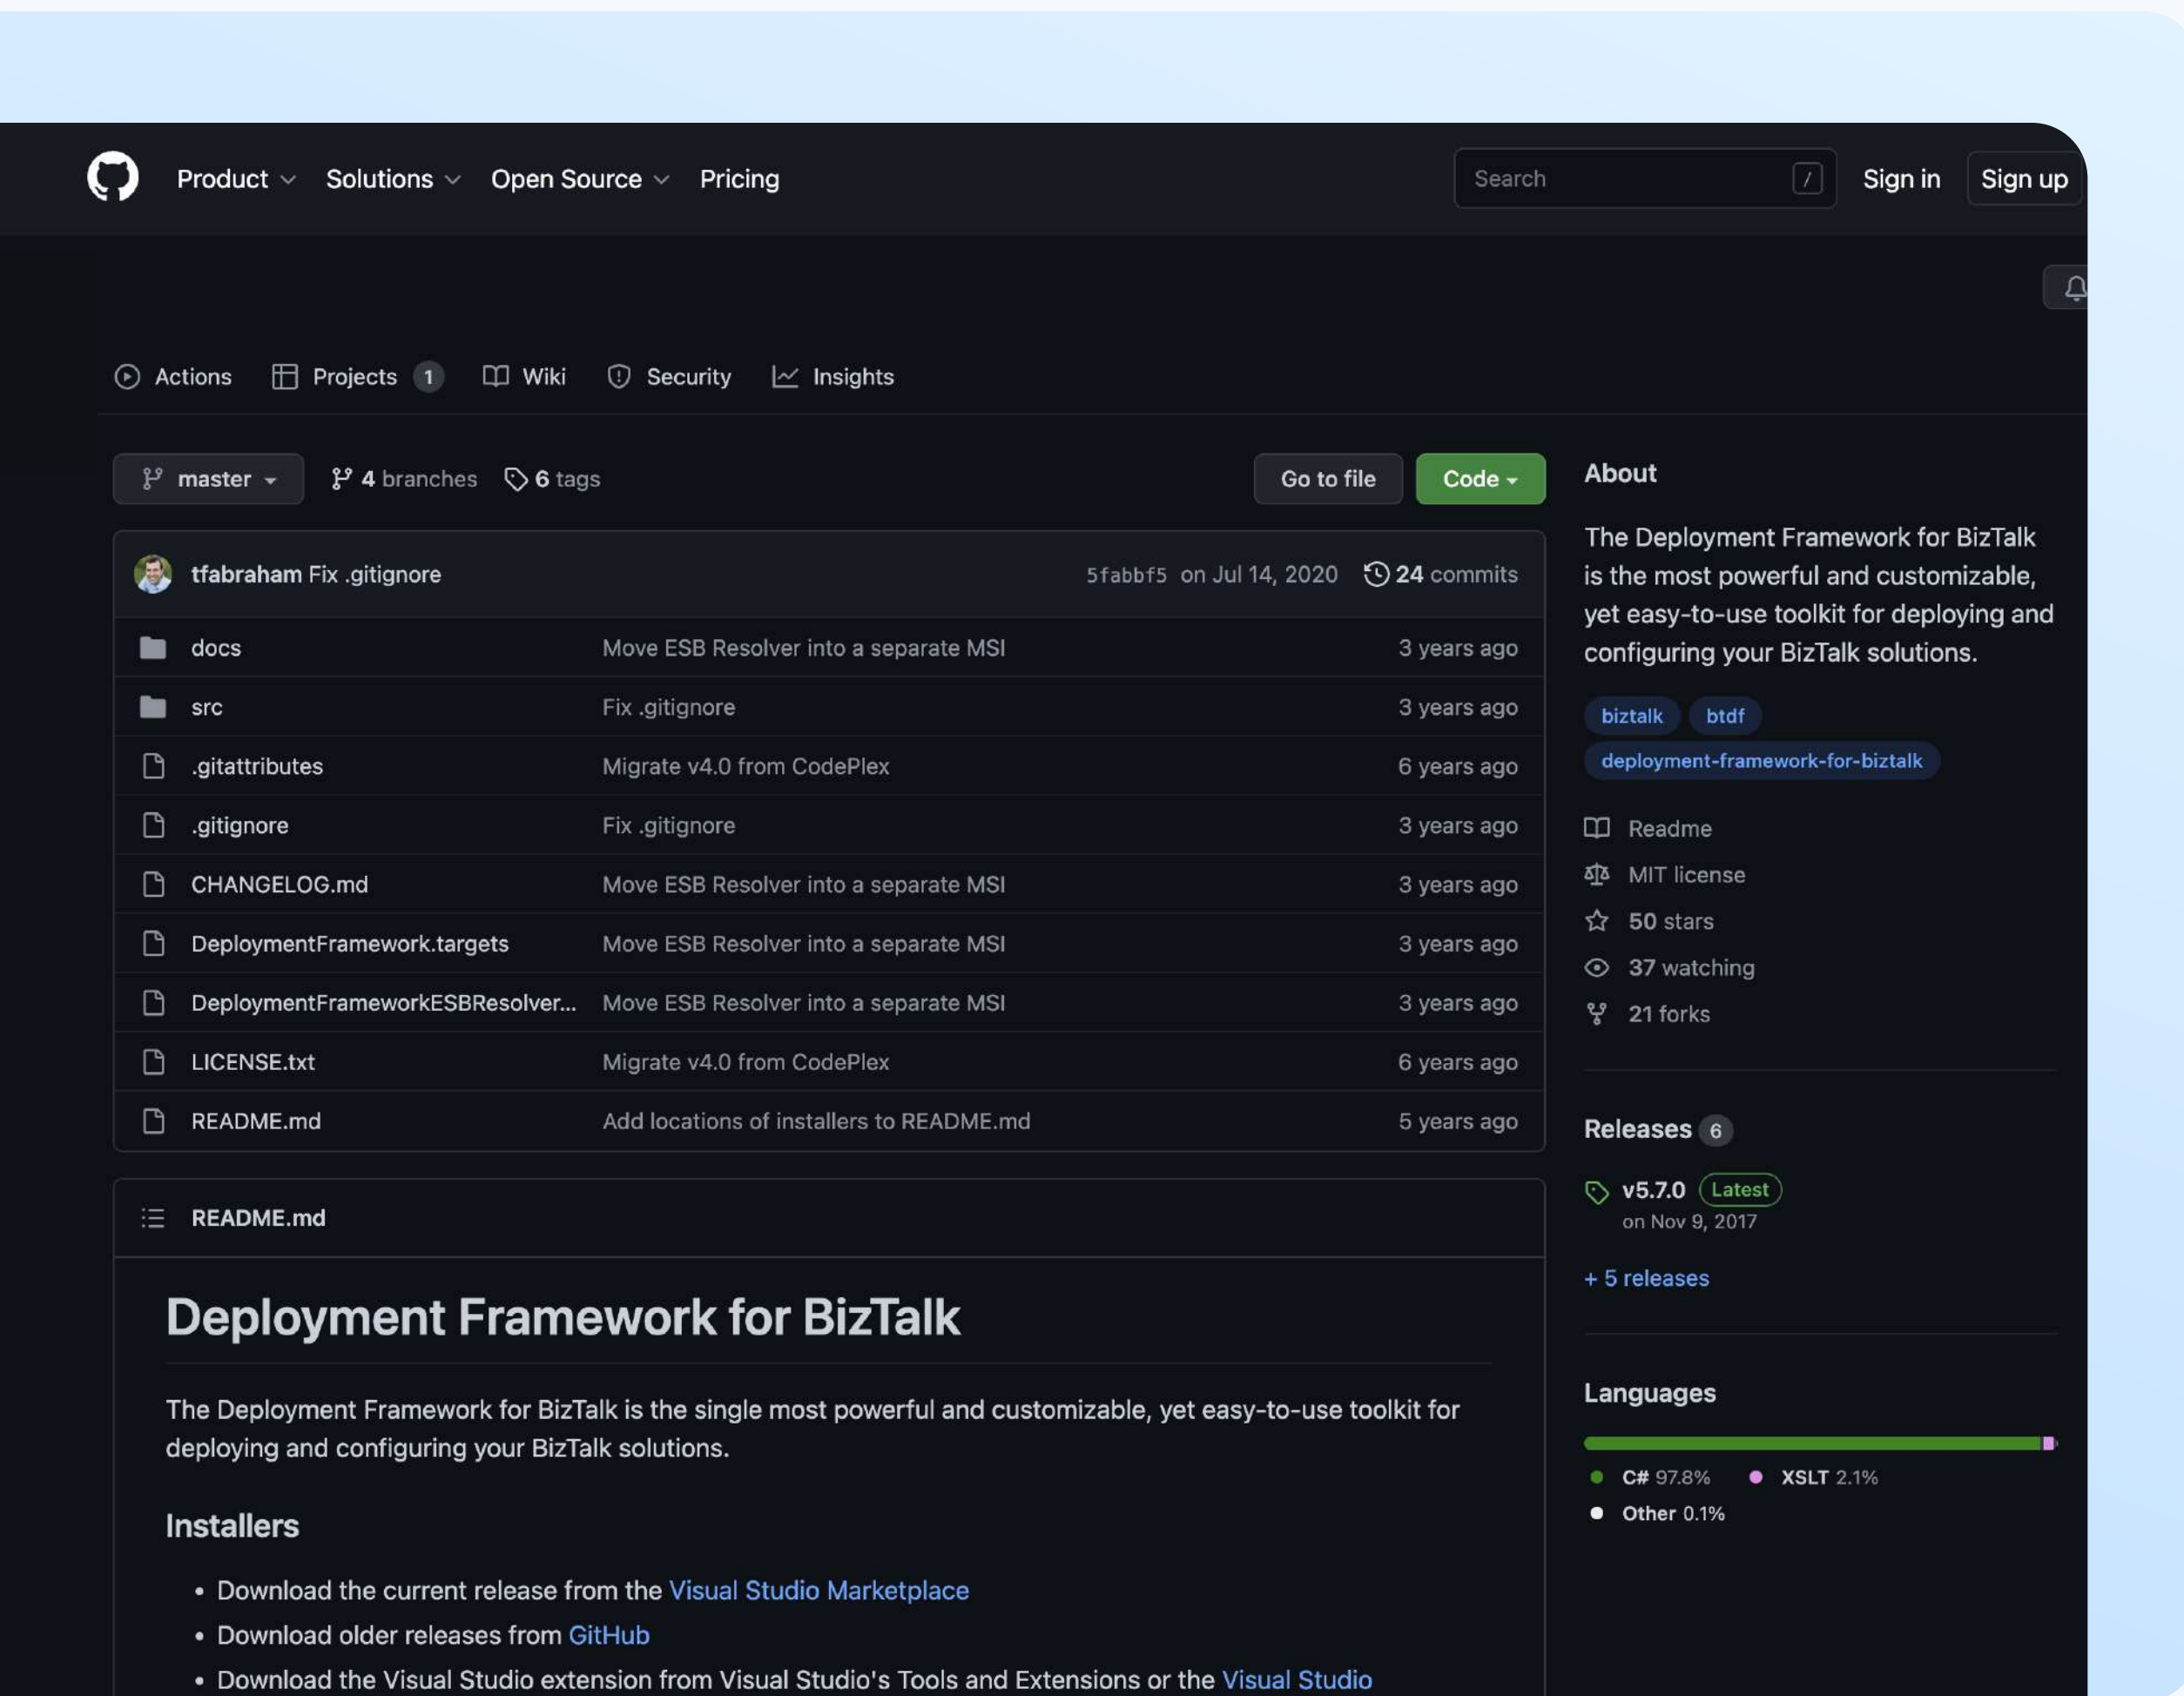 Product Solutions Open Source Pricing Search / Sign in Sign up
Actions Projects 1 Wiki Security Insights
master 4 branches 6 tags Go to file Code
tfabraham Fix .gitignore 5fabbf5 on Jul 14, 2020 24 commits
docs Move ESB Resolver into a separate MSI 3 years ago
src Fix .gitignore 3 years ago
.gitattributes Migrate v4.0 from CodePlex 6 years ago
.gitignore Fix .gitignore 3 years ago
CHANGELOG.md Move ESB Resolver into a separate MSI 3 years ago
DeploymentFramework.targets Move ESB Resolver into a separate MSI 3 years ago
DeploymentFrameworkESBResolver... Move ESB Resolver into a separate MSI 3 years ago
LICENSE.txt Migrate v4.0 from CodePlex 6 years ago
README.md Add locations of installers to README.md 5 years ago
README.md
Deployment Framework for BizTalk
The Deployment Framework for BizTalk is the single most powerful and customizable, yet easy-to-use toolkit for
deploying and configuring your BizTalk solutions.
Installers
• Download the current release from the Visual Studio Marketplace
• Download older releases from GitHub
• Download the Visual Studio extension from Visual Studio's Tools and Extensions or the Visual Studio
About
The Deployment Framework for BizTalk
is the most powerful and customizable,
yet easy-to-use toolkit for deploying and
configuring your BizTalk solutions.
biztalk btdf
deployment-framework-for-biztalk
Readme
MIT license
50 stars
37 watching
21 forks
Releases 6
v5.7.0 Latest
on Nov 9, 2017
+ 5 releases
Languages
C# 97.8% XSLT 2.1%
Other 0.1%